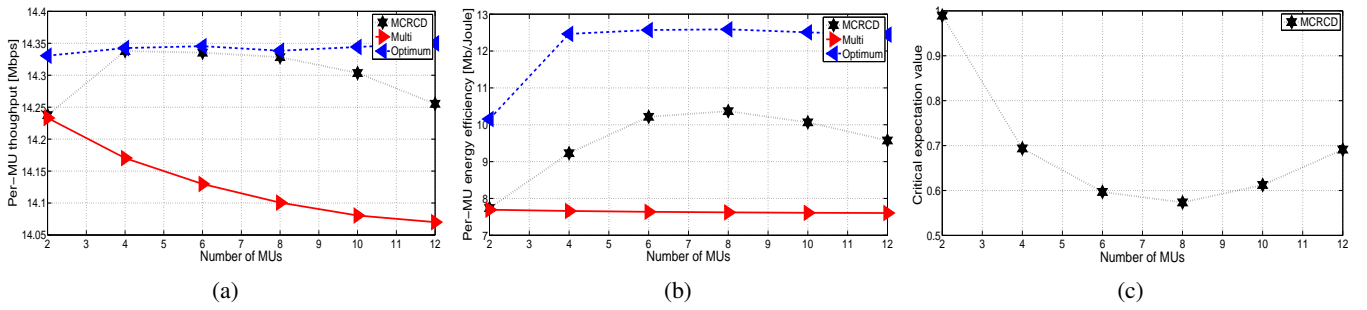 Per-MU thoughput [Mbps]
14.4
14.35
14.3
14.25
14.2
14.15
14.1
14.05
2 3 4 5 6 7 8 9 10 11 12
Number of MUs
MCRCD
Multi
Optimum
(a)
Per-MU energy efficiency [Mb/Joule]
13
12
11
10
9
8
7
2 3 4 5 6 7 8 9 10 11 12
Number of MUs
MCRCD
Multi
Optimum
(b)
Critical expectation value
1
0.9
0.8
0.7
0.6
0.5
2 3 4 5 6 7 8 9 10 11 12
Number of MUs
MCRCD
(c)